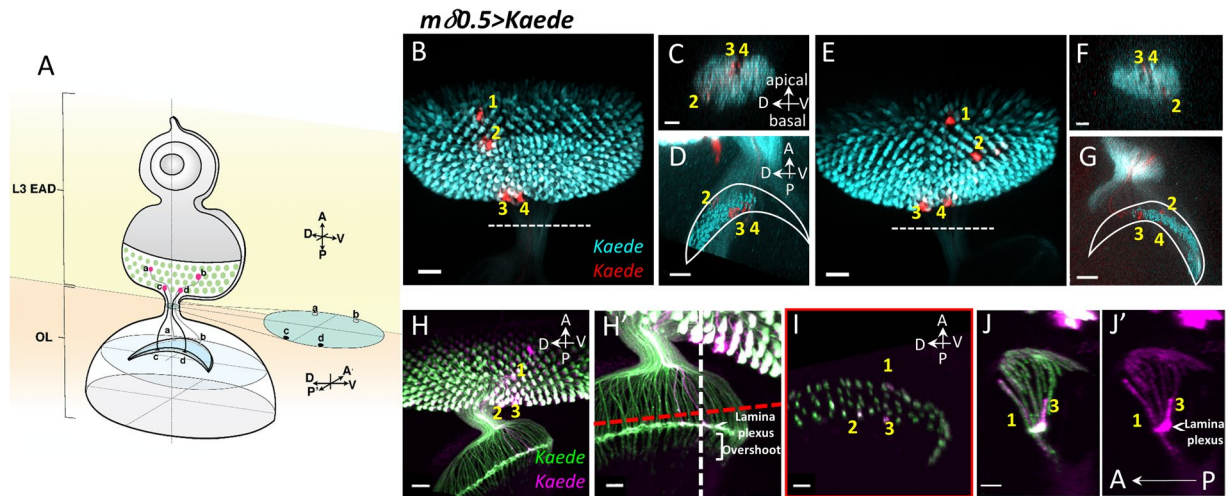 mδ0.5>Kaede
A
L3 EAD
OL
A
D V
P
a
b
c
d
a
b
c
d
a
b
c
d
D A'
P' V
B
1
2
3 4
Kaede
Kaede
C
3 4
2
apical
D V
basal
D
A
D V
P
2
3 4
E
1
2
3 4
F
3 4
2
G
2
3 4
H
1
2 3
Kaede
Kaede
H'
Lamina
plexus
Overshoot
I
A
D V
P
1
2 3
J
1 3
J'
1 3
Lamina
plexus
A P